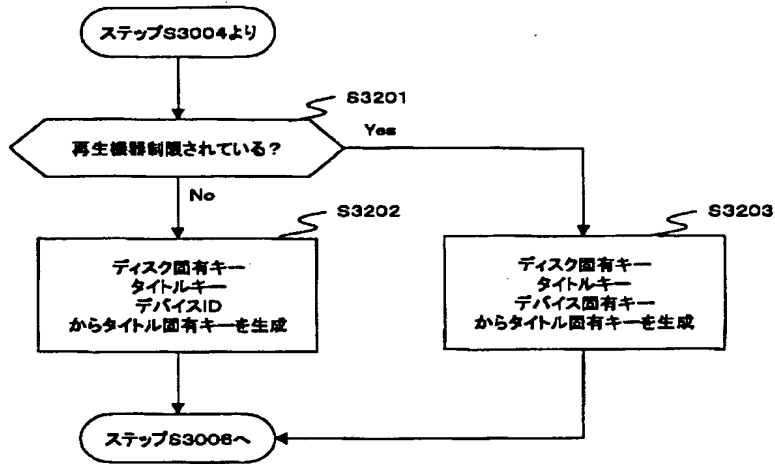 ステップS3004より
S3201
再生機器制限されている？
Yes
No
S3202
ディスク固有キー
タイトルキー
デバイスID
からタイトル固有キーを生成
S3203
ディスク固有キー
タイトルキー
デバイス固有キー
からタイトル固有キーを生成
ステップS3006へ